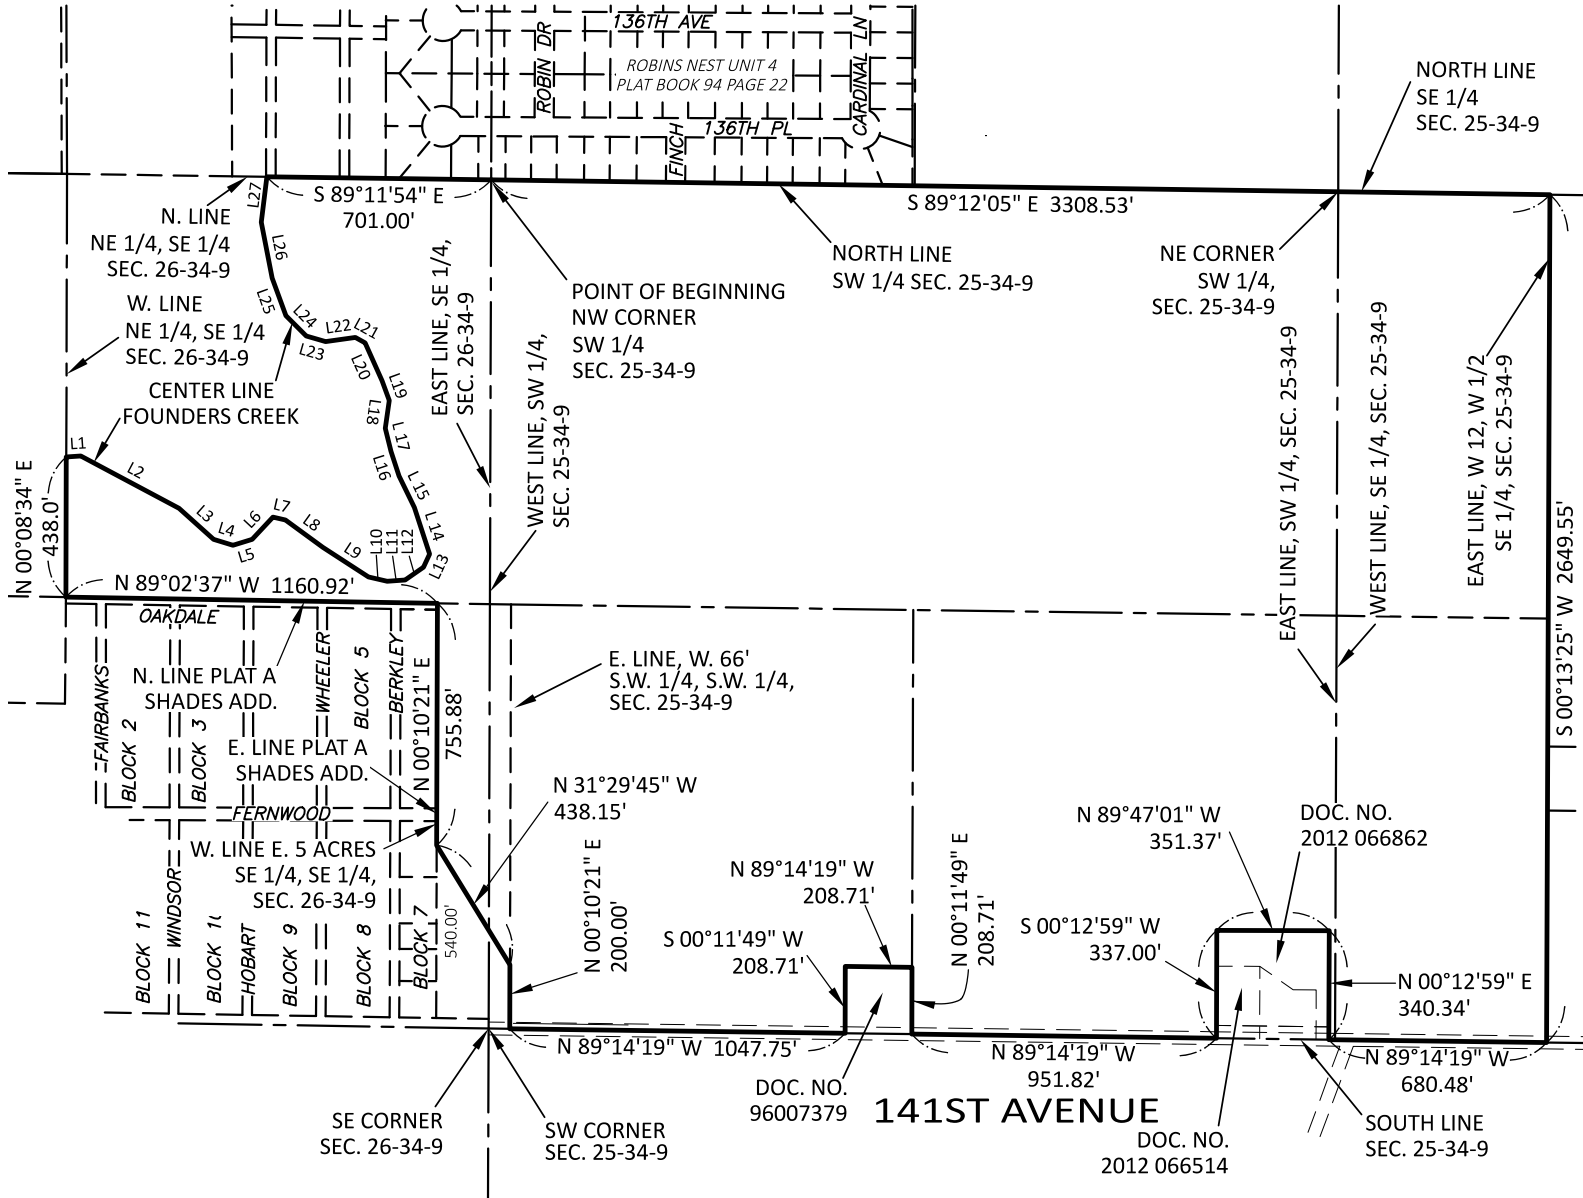 136TH AVE
ROBIN DR
CARDINAL LN
ROBINS NEST UNIT 4
PLAT BOOK 94 PAGE 22
136TH PL
FINCH
NORTH LINE
SE 1/4
SEC. 25-34-9
S 89°11'54" E
701.00'
S 89°12'05" E 3308.53'
L27
N. LINE
NE 1/4, SE 1/4
SEC. 26-34-9
L26
L25
L24
L23
L22
L21
L20
L19
L18
L17
L16
L15
L14
L13
W. LINE
NE 1/4, SE 1/4
SEC. 26-34-9
CENTER LINE
FOUNDERS CREEK
EAST LINE, SE 1/4,
SEC. 26-34-9
WEST LINE, SW 1/4,
SEC. 25-34-9
POINT OF BEGINNING
NW CORNER
SW 1/4
SEC. 25-34-9
NORTH LINE
SW 1/4 SEC. 25-34-9
NE CORNER
SW 1/4,
SEC. 25-34-9
EAST LINE, SW 1/4, SEC. 25-34-9
WEST LINE, SE 1/4, SEC. 25-34-9
EAST LINE, W 12, W 1/2
SE 1/4, SEC. 25-34-9
S 00°13'25" W 2649.55'
L1
L2
L3
L4
L5
L6
L7
L8
L9
L10
L11
L12
N 00°08'34" E
438.0'
N 89°02'37" W 1160.92'
OAKDALE
FAIRBANKS
WHEELER
BERKLEY
BLOCK 5
N. LINE PLAT A
SHADES ADD.
BLOCK 2
BLOCK 3
E. LINE PLAT A
SHADES ADD.
N 00°10'21" E
755.88'
FERNWOOD
W. LINE E. 5 ACRES
SE 1/4, SE 1/4,
SEC. 26-34-9
E. LINE, W. 66'
S.W. 1/4, S.W. 1/4,
SEC. 25-34-9
N 31°29'45" W
438.15'
N 00°10'21" E
200.00'
BLOCK 11
WINDSOR
HOBART
BLOCK 9
BLOCK 8
BLOCK 7
540.00'
N 89°14'19" W
208.71'
S 00°11'49" W
208.71'
N 00°11'49" E
208.71'
N 89°47'01" W
351.37'
DOC. NO.
2012 066862
S 00°12'59" W
337.00'
N 00°12'59" E
340.34'
N 89°14'19" W 1047.75'
N 89°14'19" W
951.82'
N 89°14'19" W
680.48'
DOC. NO.
96007379
141ST AVENUE
DOC. NO.
2012 066514
SOUTH LINE
SEC. 25-34-9
SE CORNER
SEC. 26-34-9
SW CORNER
SEC. 25-34-9